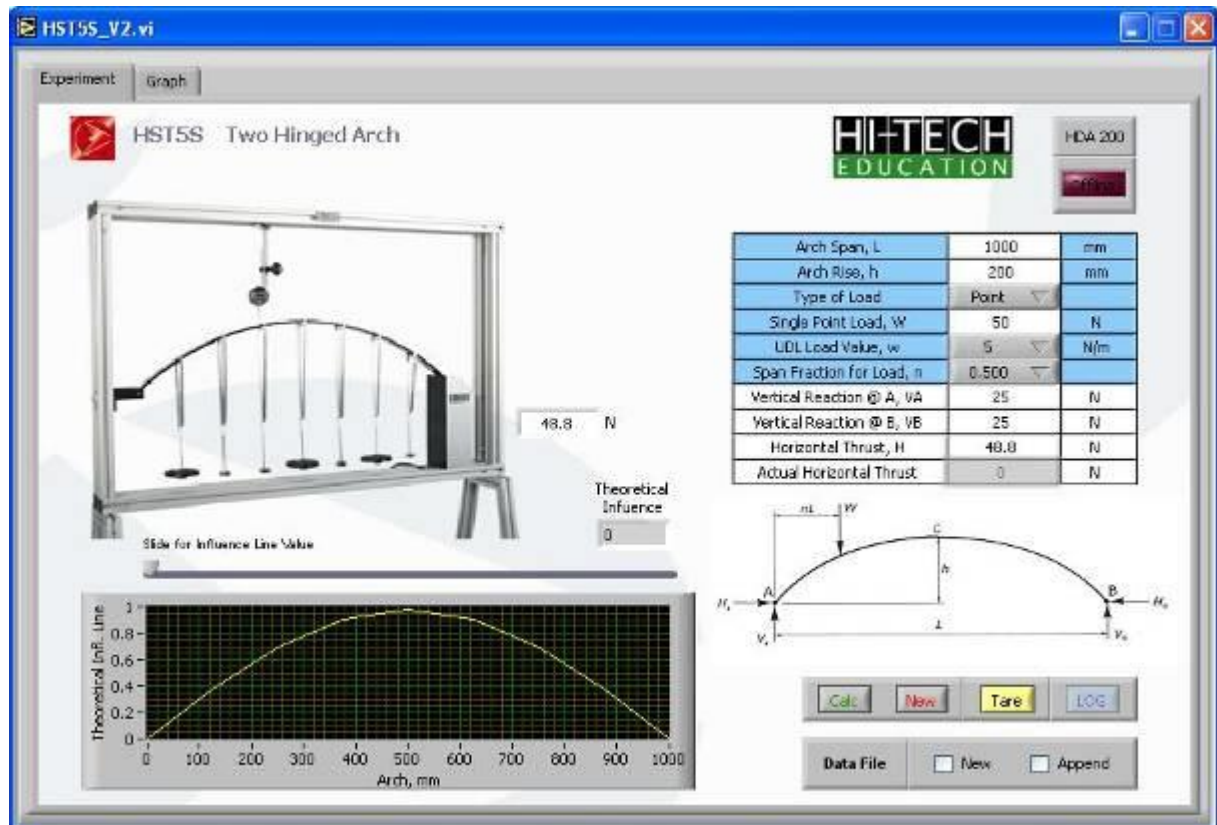 HST5S_V2.vi
Experiment Graph
HST5S Two Hinged Arch
HI-TECH
EDUCATION
HDA 200
Offline
Arch Span, L 1000 mm
Arch Rise, h 200 mm
Type of Load Point
Single Point Load, W 50 N
UDL Load Value, w 5 N/m
Span Fraction for Load, n 0.500
Vertical Reaction @ A, VA 25 N
Vertical Reaction @ B, VB 25 N
Horizontal Thrust, H 48.8 N
Actual Horizontal Thrust 0 N
48.8 N
Theoretical
Infuence
0
Slide for Influence Line Value
Theoretical Infl. Line
1
0.8
0.6
0.4
0.2
0
0 100 200 300 400 500 600 700 800 900 1000
Arch, mm
nL W
C
h
A B
L
Calc New Tare LOG
Data File New Append